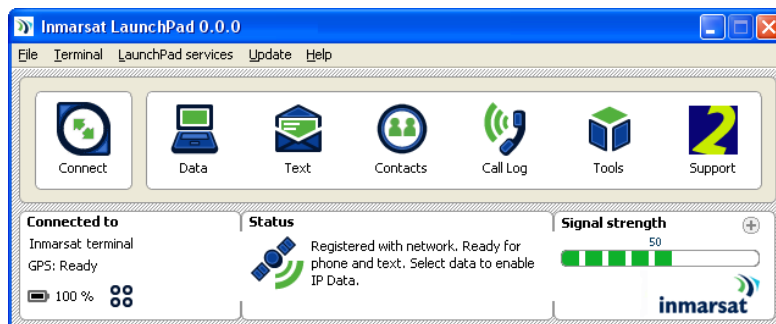 Inmarsat LaunchPad 0.0.0
File Terminal LaunchPad services Update Help
Connect Data Text Contacts Call Log Tools Support
2
Connected to
Inmarsat terminal
GPS: Ready
100 %
Status
Registered with network. Ready for
phone and text. Select data to enable
IP Data.
Signal strength
50
inmarsat